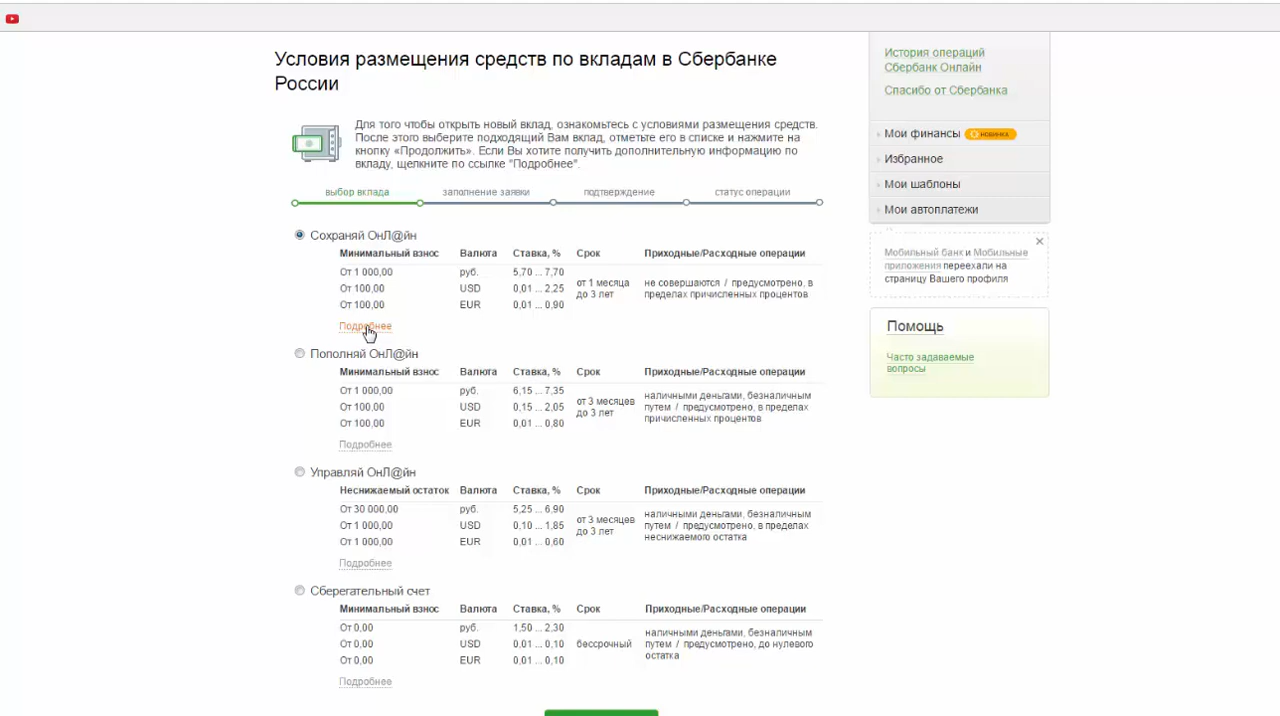 Условия размещения средств по вкладам в Сбербанке
России
Для того чтобы открыть новый вклад, ознакомьтесь с условиями размещения средств.
После этого выберите подходящий Вам вклад, отметьте его в списке и нажмите на
кнопку «Продолжить». Если Вы хотите получить дополнительную информацию по
вкладу, щелкните по ссылке "Подробнее".
выбор вклада заполнение заявки подтверждение статус операции
Сохраняй ОнЛ@йн
Минимальный взнос Валюта Ставка, % Срок Приходные/Расходные операции
От 1 000,00 руб. 5,70 ... 7,70
От 100,00 USD 0,01 ... 2,25
От 100,00 EUR 0,01 ... 0,90
от 1 месяца
до 3 лет
не совершаются / предусмотрено, в
пределах причисленных процентов
Подробнее
Пополняй ОнЛ@йн
Минимальный взнос Валюта Ставка, % Срок Приходные/Расходные операции
От 1 000,00 руб. 6,15 ... 7,35
От 100,00 USD 0,15 ... 2,05
От 100,00 EUR 0,01 ... 0,80
от 3 месяцев
до 3 лет
наличными деньгами, безналичным
путем / предусмотрено, в пределах
причисленных процентов
Подробнее
Управляй ОнЛ@йн
Неснижаемый остаток Валюта Ставка, % Срок Приходные/Расходные операции
От 30 000,00 руб. 5,25 ... 6,90
От 1 000,00 USD 0,10 ... 1,85
От 1 000,00 EUR 0,01 ... 0,60
от 3 месяцев
до 3 лет
наличными деньгами, безналичным
путем / предусмотрено, в пределах
неснижаемого остатка
Подробнее
Сберегательный счет
Минимальный взнос Валюта Ставка, % Срок Приходные/Расходные операции
От 0,00 руб. 1,50 ... 2,30
От 0,00 USD 0,01 ... 0,10
От 0,00 EUR 0,01 ... 0,10
бессрочный
наличными деньгами, безналичным
путем / предусмотрено, до нулевого
остатка
Подробнее
История операций
Сбербанк Онлайн
Спасибо от Сбербанка
Мои финансы НОВИНКА
Избранное
Мои шаблоны
Мои автоплатежи
Мобильный банк и Мобильные
приложения переехали на
страницу Вашего профиля
Помощь
Часто задаваемые
вопросы